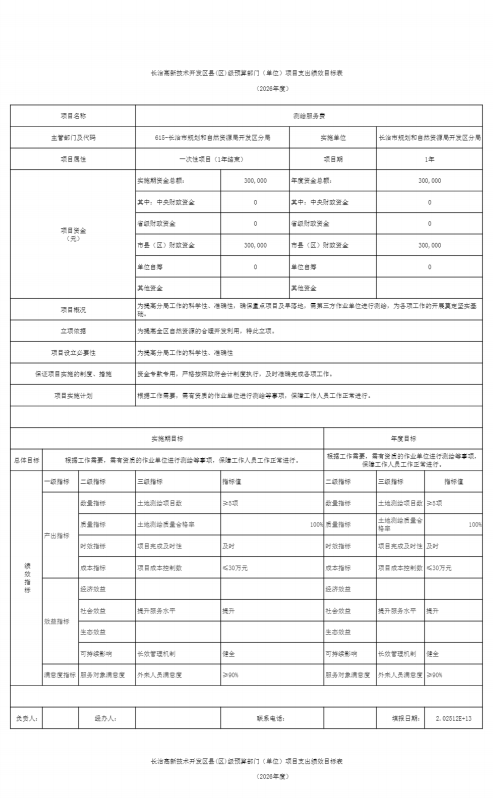 长治高新技术开发区县(区)级预算部门（单位）项目支出绩效目标表
（2026年度）
项目名称 测绘服务费
主管部门及代码 615-长治市规划和自然资源局开发区分局 实施单位 长治市规划和自然资源局开发区分局
项目属性 一次性项目（1年结束） 项目期 1年
项目资金（元） 实施期资金总额： 300,000 年度资金总额： 300,000
其中：中央财政资金 0 其中：中央财政资金 0
省级财政资金 0 省级财政资金 0
市县（区）财政资金 300,000 市县（区）财政资金 300,000
单位自筹 0 单位自筹 0
其他资金 其他资金
项目概况 为提高分局工作的科学性、准确性，确保重点项目及早落地，需第三方作业单位进行测绘，为各项工作的开展奠定坚实基
础。
立项依据 为提高全区自然资源的合理开发利用，特此立项。
项目设立必要性 为提高分局工作的科学性、准确性
保证项目实施的制度、措施 资金专款专用，严格按照政府会计制度执行，及时准确完成各项工作。
项目实施计划 根据工作需要，需有资质的作业单位进行测绘等事项，保障工作人员工作正常进行。
实施期目标 年度目标
总体目标 根据工作需要，需有资质的作业单位进行测绘等事项，保障工作人员工作正常进行。 根据工作需要，需有资质的作业单位进行测绘等事项，
保障工作人员工作正常进行。
绩效指标 一级指标 二级指标 三级指标 指标值 二级指标 三级指标 指标值
产出指标 数量指标 土地测绘项目数 ≥8项 数量指标 土地测绘项目数 ≥8项
质量指标 土地测绘质量合格率 100% 质量指标 土地测绘质量合格率 100%
时效指标 项目完成及时性 及时 时效指标 项目完成及时性 及时
成本指标 项目成本控制数 ≤30万元 成本指标 项目成本控制数 ≤30万元
效益指标 经济效益 经济效益
社会效益 提升服务水平 提升 社会效益 提升服务水平 提升
生态效益 生态效益
可持续影响 长效管理机制 健全 可持续影响 长效管理机制 健全
满意度指标 服务对象满意度 外来人员满意度 ≥90% 服务对象满意度 外来人员满意度 ≥90%
负责人： 经办人： 联系电话： 填报日期： 2.02512E+13
长治高新技术开发区县(区)级预算部门（单位）项目支出绩效目标表
（2026年度）